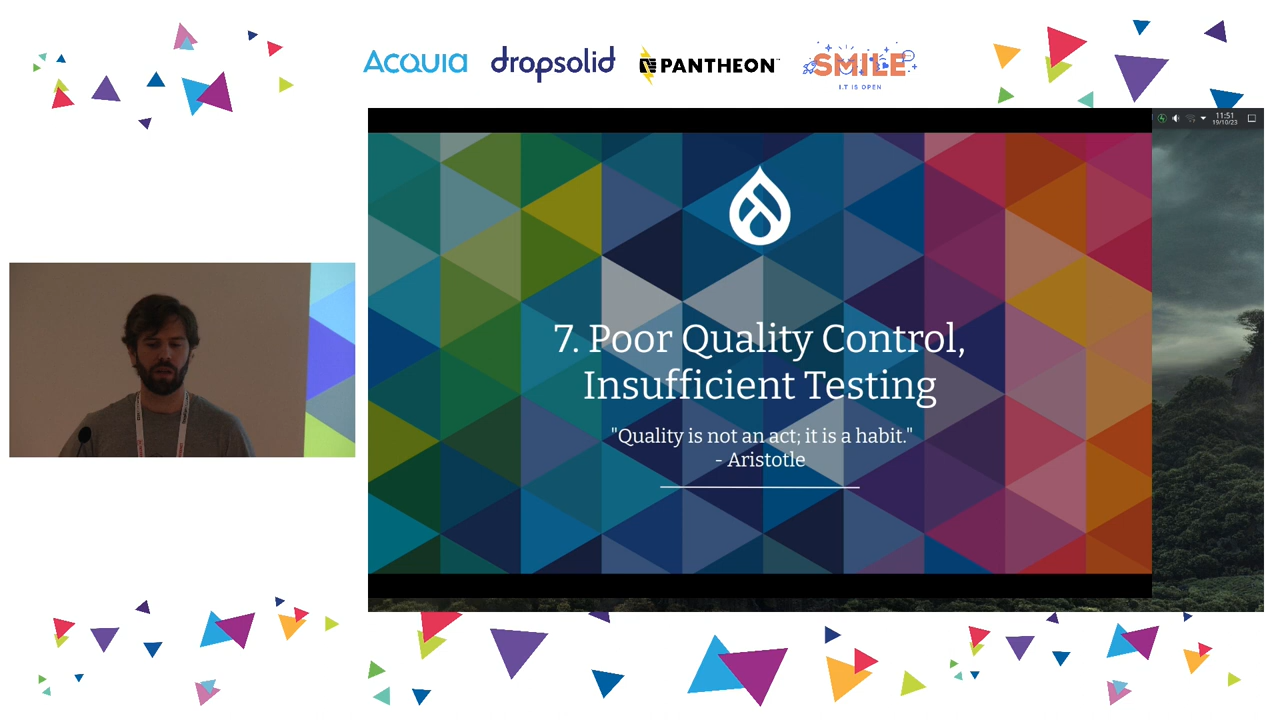 ACQUIA
dropsolid
PANTHEON
SMILE
I.T IS OPEN
11:51
19/10/23
7. Poor Quality Control,
Insufficient Testing
"Quality is not an act; it is a habit."
- Aristotle